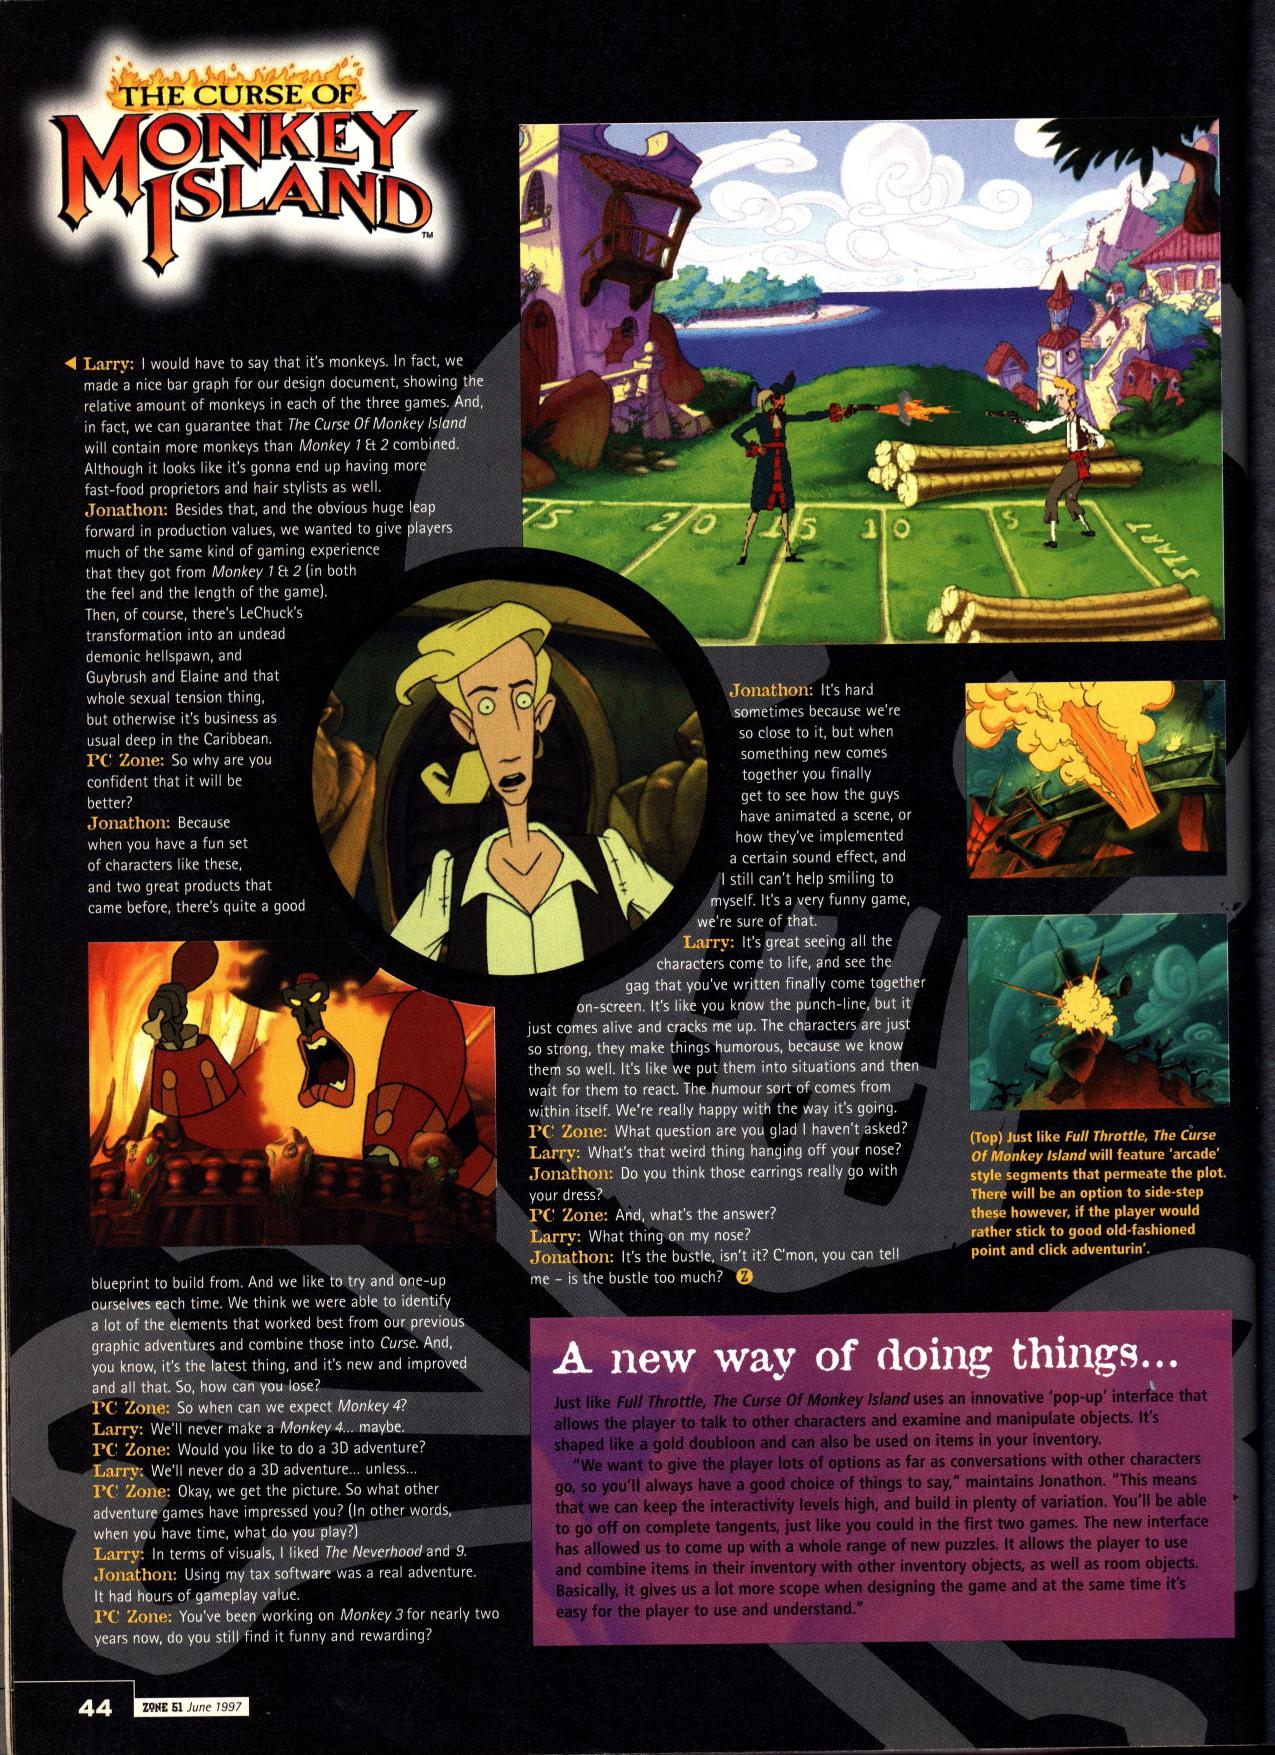 THE CURSE OF
MONKEY
ISLAND™
Larry: I would have to say that it's monkeys. In fact, we
made a nice bar graph for our design document, showing the
relative amount of monkeys in each of the three games. And,
in fact, we can guarantee that The Curse Of Monkey Island
will contain more monkeys than Monkey 1 & 2 combined.
Although it looks like it's gonna end up having more
fast-food proprietors and hair stylists as well.
Jonathon: Besides that, and the obvious huge leap
forward in production values, we wanted to give players
much of the same kind of gaming experience
that they got from Monkey 1 & 2 (in both
the feel and the length of the game).
Then, of course, there's LeChuck's
transformation into an undead
demonic hellspawn, and
Guybrush and Elaine and that
whole sexual tension thing,
but otherwise it's business as
usual deep in the Caribbean.
PC Zone: So why are you
confident that it will be
better?
Jonathon: Because
when you have a fun set
of characters like these,
and two great products that
came before, there's quite a good
blueprint to build from. And we like to try and one-up
ourselves each time. We think we were able to identify
a lot of the elements that worked best from our previous
graphic adventures and combine those into Curse. And,
you know, it's the latest thing, and it's new and improved
and all that. So, how can you lose?
PC Zone: So when can we expect Monkey 4?
Larry: We'll never make a Monkey 4... maybe.
PC Zone: Would you like to do a 3D adventure?
Larry: We'll never do a 3D adventure... unless...
PC Zone: Okay, we get the picture. So what other
adventure games have impressed you? (In other words,
when you have time, what do you play?)
Larry: In terms of visuals, I liked The Neverhood and 9.
Jonathon: Using my tax software was a real adventure.
It had hours of gameplay value.
PC Zone: You've been working on Monkey 3 for nearly two
years now, do you still find it funny and rewarding?
25 20 15 10 5 START
Jonathon: It's hard
sometimes because we're
so close to it, but when
something new comes
together you finally
get to see how the guys
have animated a scene, or
how they've implemented
a certain sound effect, and
I still can't help smiling to
myself. It's a very funny game,
we're sure of that.
Larry: It's great seeing all the
characters come to life, and see the
gag that you've written finally come together
on-screen. It's like you know the punch-line, but it
just comes alive and cracks me up. The characters are just
so strong, they make things humorous, because we know
them so well. It's like we put them into situations and then
wait for them to react. The humour sort of comes from
within itself. We're really happy with the way it's going.
PC Zone: What question are you glad I haven't asked?
Larry: What's that weird thing hanging off your nose?
Jonathon: Do you think those earrings really go with
your dress?
PC Zone: And, what's the answer?
Larry: What thing on my nose?
Jonathon: It's the bustle, isn't it? C'mon, you can tell
me – is the bustle too much? Z
(Top) Just like Full Throttle, The Curse
Of Monkey Island will feature 'arcade'
style segments that permeate the plot.
There will be an option to side-step
these however, if the player would
rather stick to good old-fashioned
point and click adventurin'.
A new way of doing things...
Just like Full Throttle, The Curse Of Monkey Island uses an innovative 'pop-up' interface that
allows the player to talk to other characters and examine and manipulate objects. It's
shaped like a gold doubloon and can also be used on items in your inventory.
"We want to give the player lots of options as far as conversations with other characters
go, so you'll always have a good choice of things to say," maintains Jonathon. "This means
that we can keep the interactivity levels high, and build in plenty of variation. You'll be able
to go off on complete tangents, just like you could in the first two games. The new interface
has allowed us to come up with a whole range of new puzzles. It allows the player to use
and combine items in their inventory with other inventory objects, as well as room objects.
Basically, it gives us a lot more scope when designing the game and at the same time it's
easy for the player to use and understand."
44 ZONE 51 June 1997